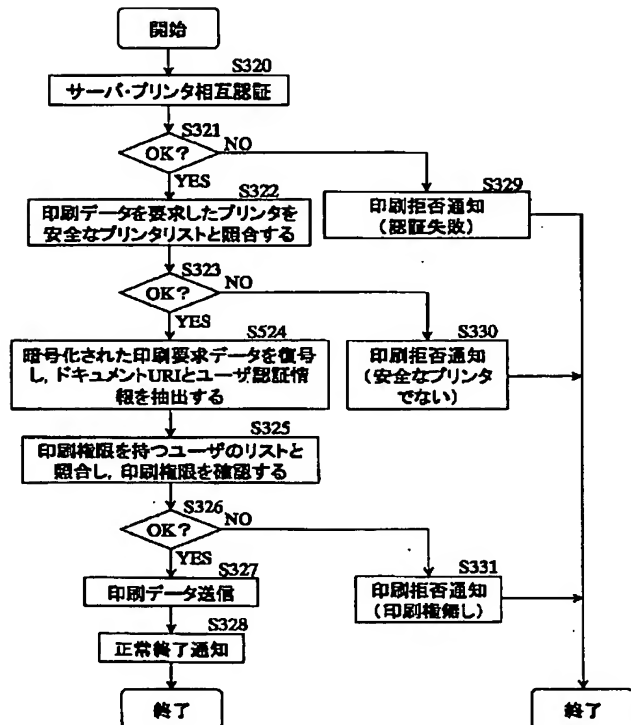 開始
S320
サーバ・プリンタ相互認証
S321
OK?
NO
YES
S322
印刷データを要求したプリンタを
安全なプリンタリストと照合する
S329
印刷拒否通知
(認証失敗)
S323
OK?
NO
YES
S524
暗号化された印刷要求データを復号
し,ドキュメントURIとユーザ認証情
報を抽出する
S330
印刷拒否通知
(安全なプリンタ
でない)
S325
印刷権限を持つユーザのリストと
照合し,印刷権限を確認する
S326
OK?
NO
YES
S327
印刷データ送信
S331
印刷拒否通知
(印刷権無し)
S328
正常終了通知
終了
終了